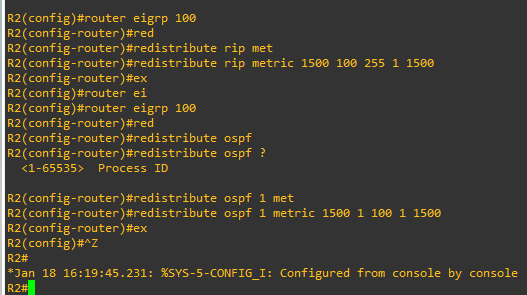 R2(config)#router eigrp 100
R2(config-router)#red
R2(config-router)#redistribute rip met
R2(config-router)#redistribute rip metric 1500 100 255 1 1500
R2(config-router)#ex
R2(config)#router ei
R2(config)#router eigrp 100
R2(config-router)#red
R2(config-router)#redistribute ospf
R2(config-router)#redistribute ospf ?
  <1-65535>  Process ID
R2(config-router)#redistribute ospf 1 met
R2(config-router)#redistribute ospf 1 metric 1500 1 100 1 1500
R2(config-router)#ex
R2(config)#^Z
R2#
*Jan 18 16:19:45.231: %SYS-5-CONFIG_I: Configured from console by console
R2#